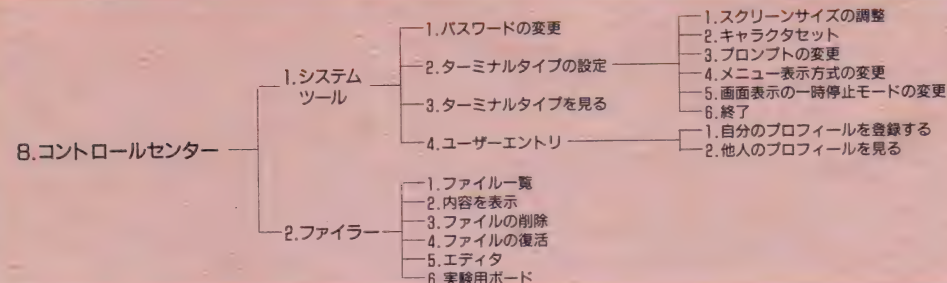 8.コントロールセンター
1.システム
ツール
1.パスワードの変更
2.ターミナルタイプの設定
1.スクリーンサイズの調整
2.キャラクタセット
3.プロンプトの変更
4.メニュー表示方式の変更
5.画面表示の一時停止モードの変更
6.終了
3.ターミナルタイプを見る
4.ユーザーエントリ
1.自分のプロフィールを登録する
2.他人のプロフィールを見る
2.ファイラー
1.ファイル一覧
2.内容を表示
3.ファイルの削除
4.ファイルの復活
5.エディタ
6.実験用ボード